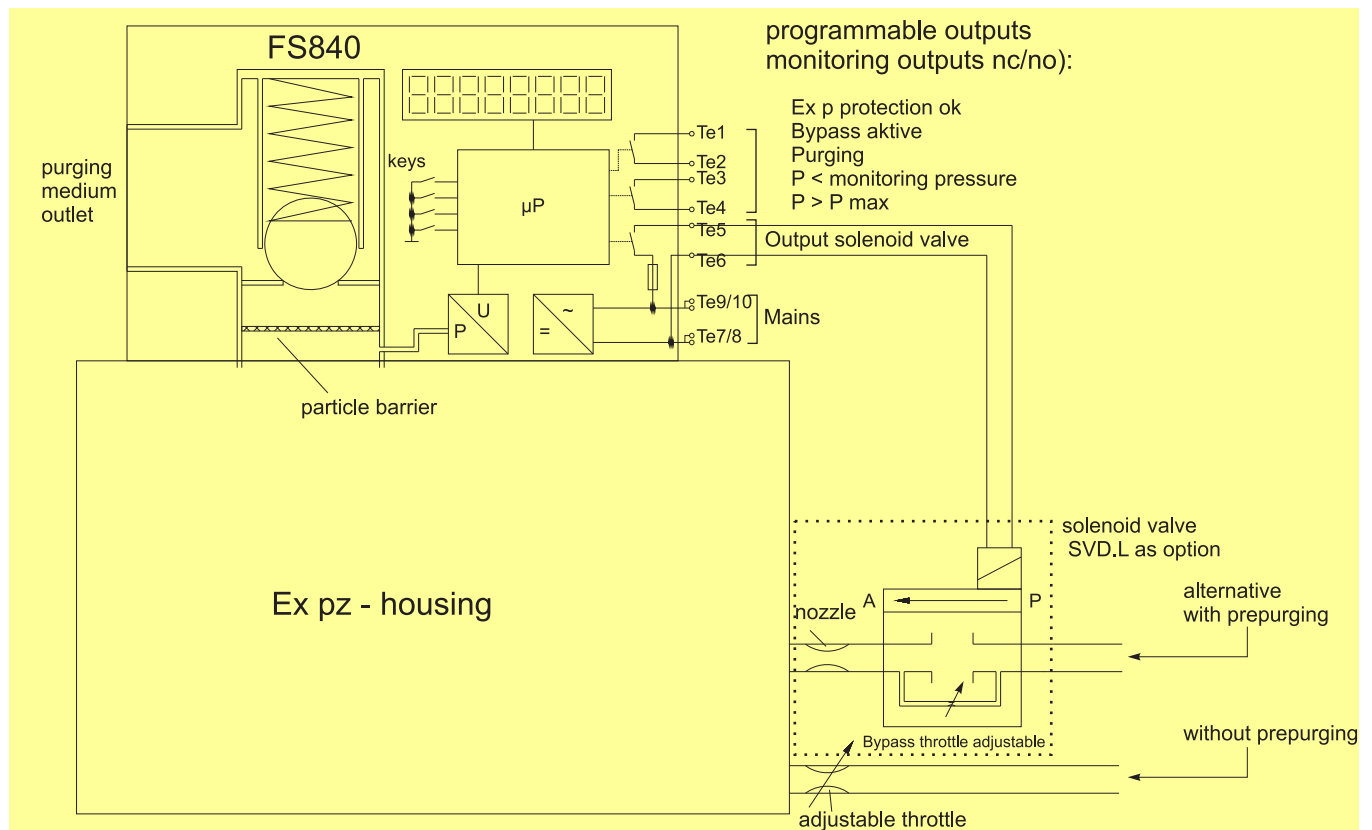 FS840
programmable outputs
monitoring outputs nc/no):
Ex p protection ok
Bypass aktive
Purging
P < monitoring pressure
P > P max
purging
medium
outlet
keys
µP
Te1
Te2
Te3
Te4
Te5
Te6
Output solenoid valve
Te9/10
Te7/8
Mains
P
U
=
~
particle barrier
Ex pz - housing
solenoid valve
SVD.L as option
A
P
nozzle
alternative
with prepurging
Bypass throttle adjustable
without prepurging
adjustable throttle